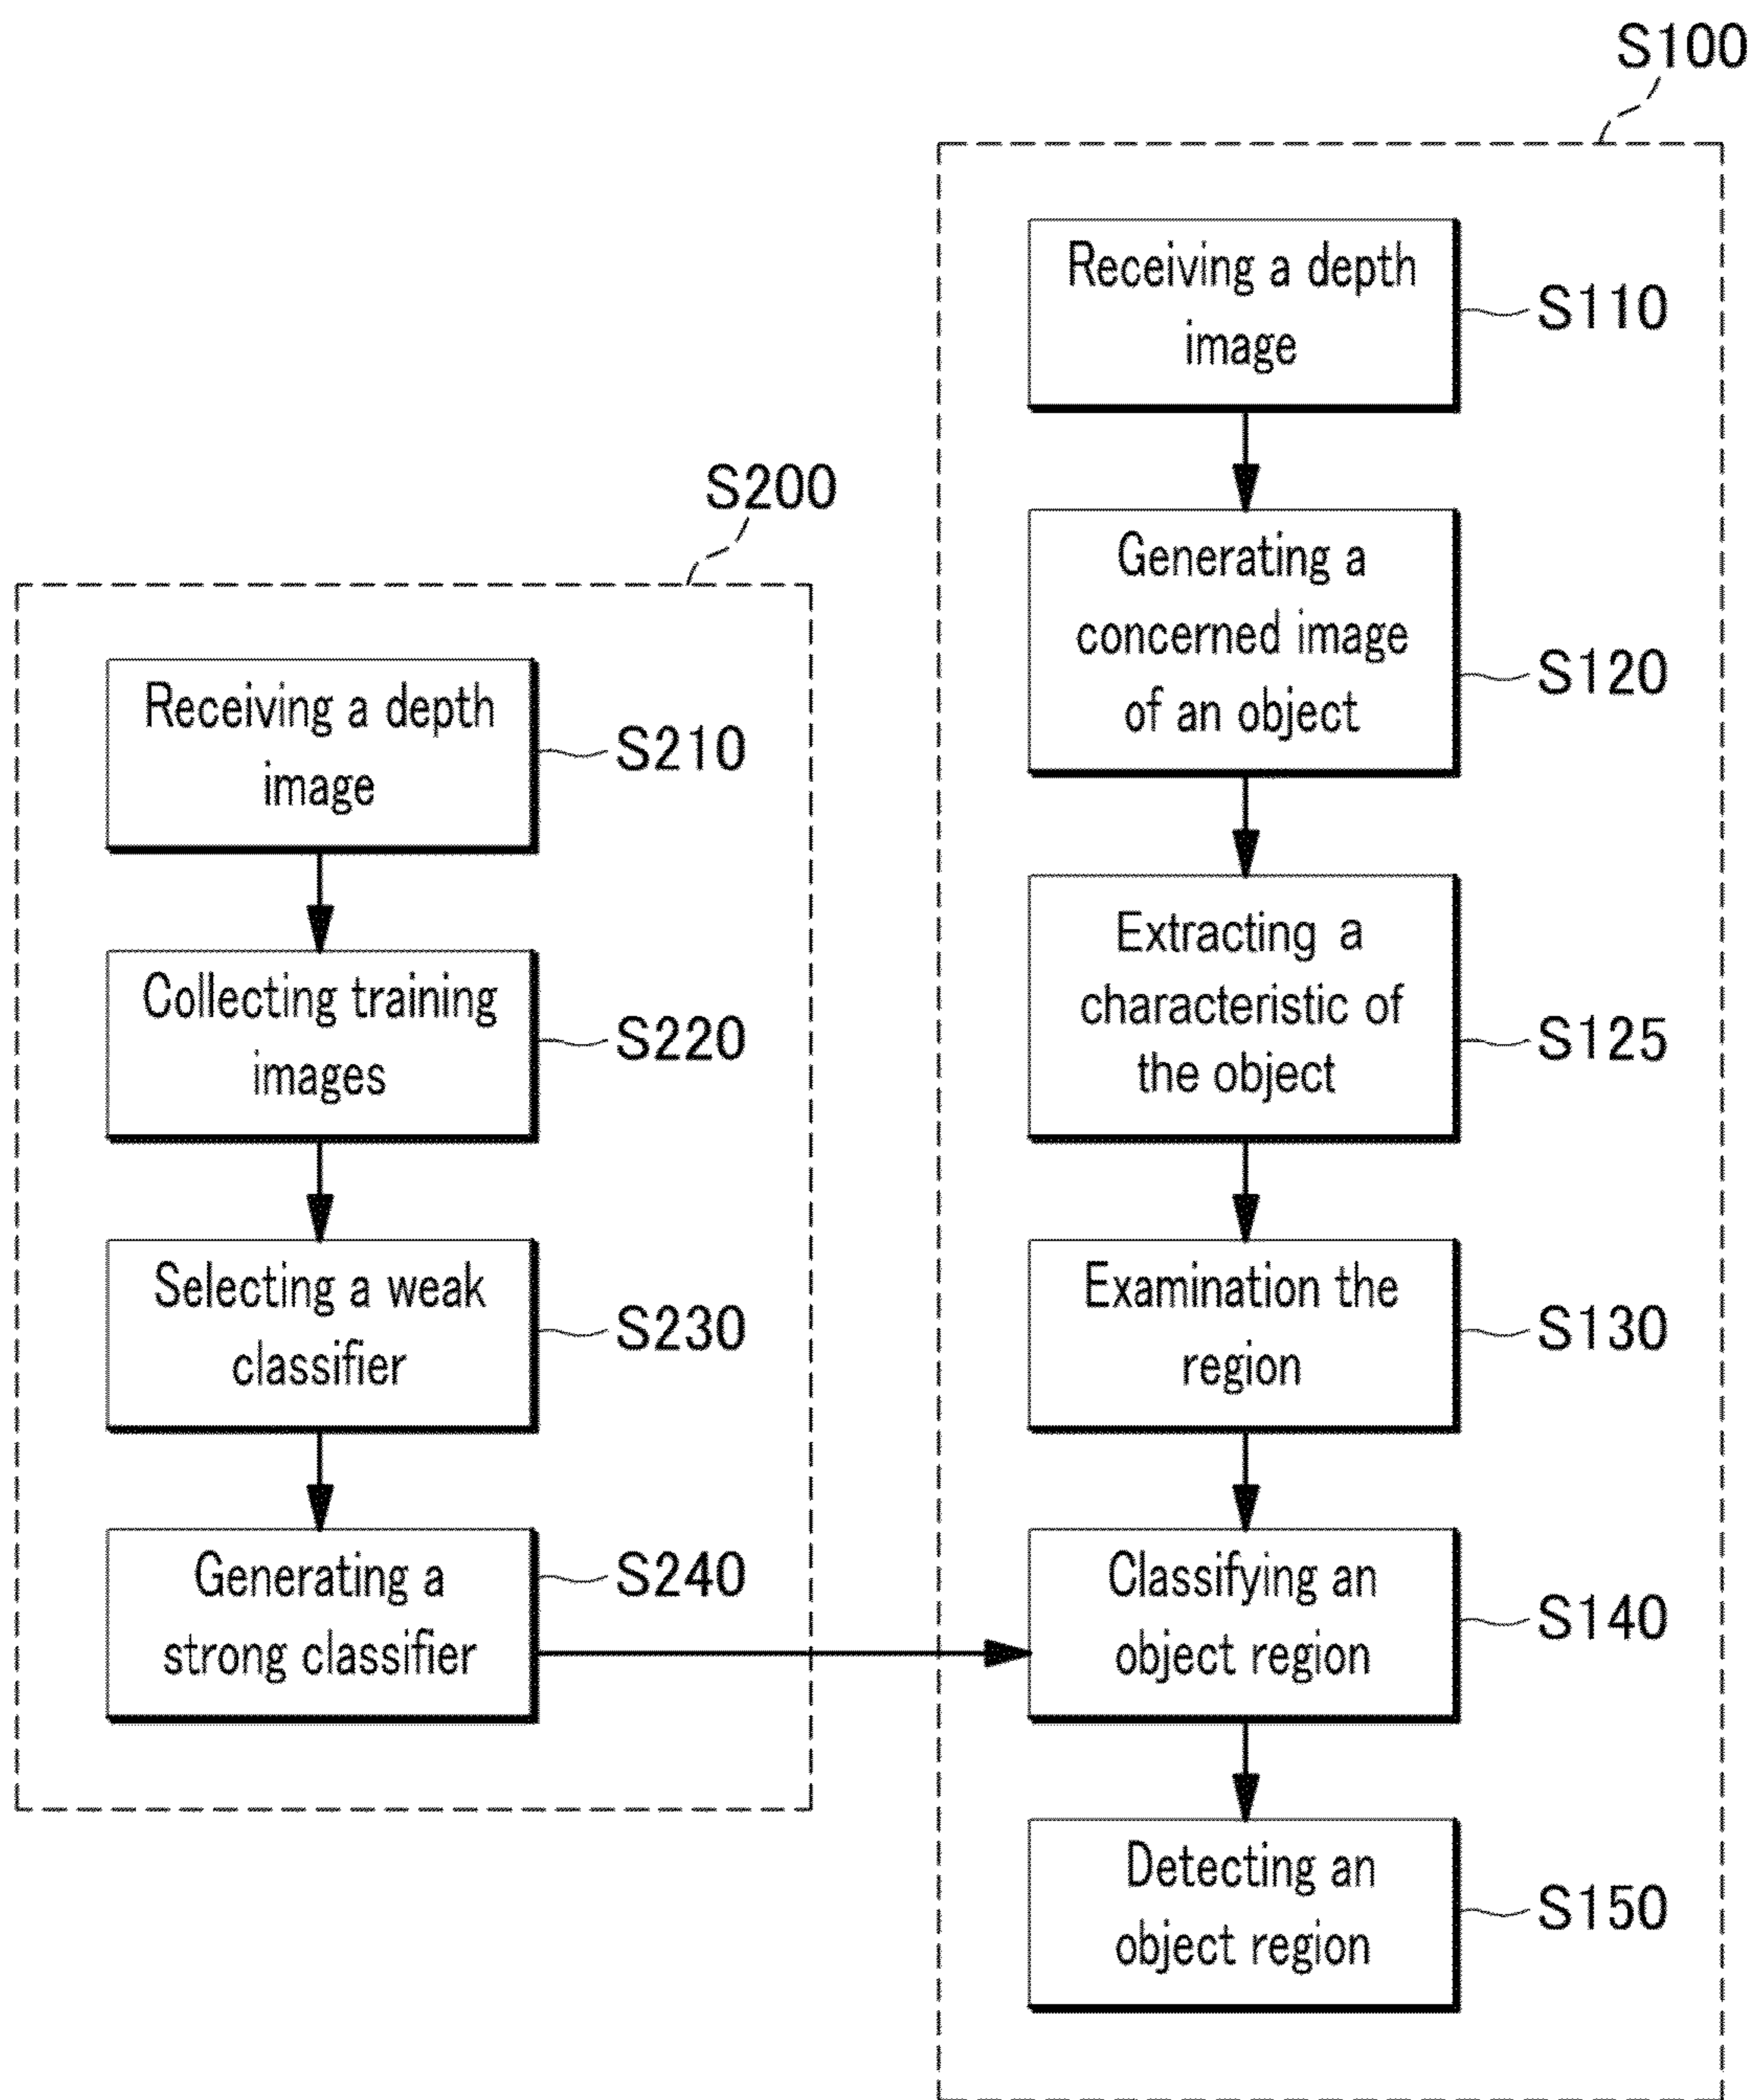 S100
Receiving a depth
image
S110
Generating a
concerned image
of an object
S120
Extracting a
characteristic of
the object
S125
Examination the
region
S130
Classifying an
object region
S140
Detecting an
object region
S150
S200
Receiving a depth
image
S210
Collecting training
images
S220
Selecting a weak
classifier
S230
Generating a
strong classifier
S240